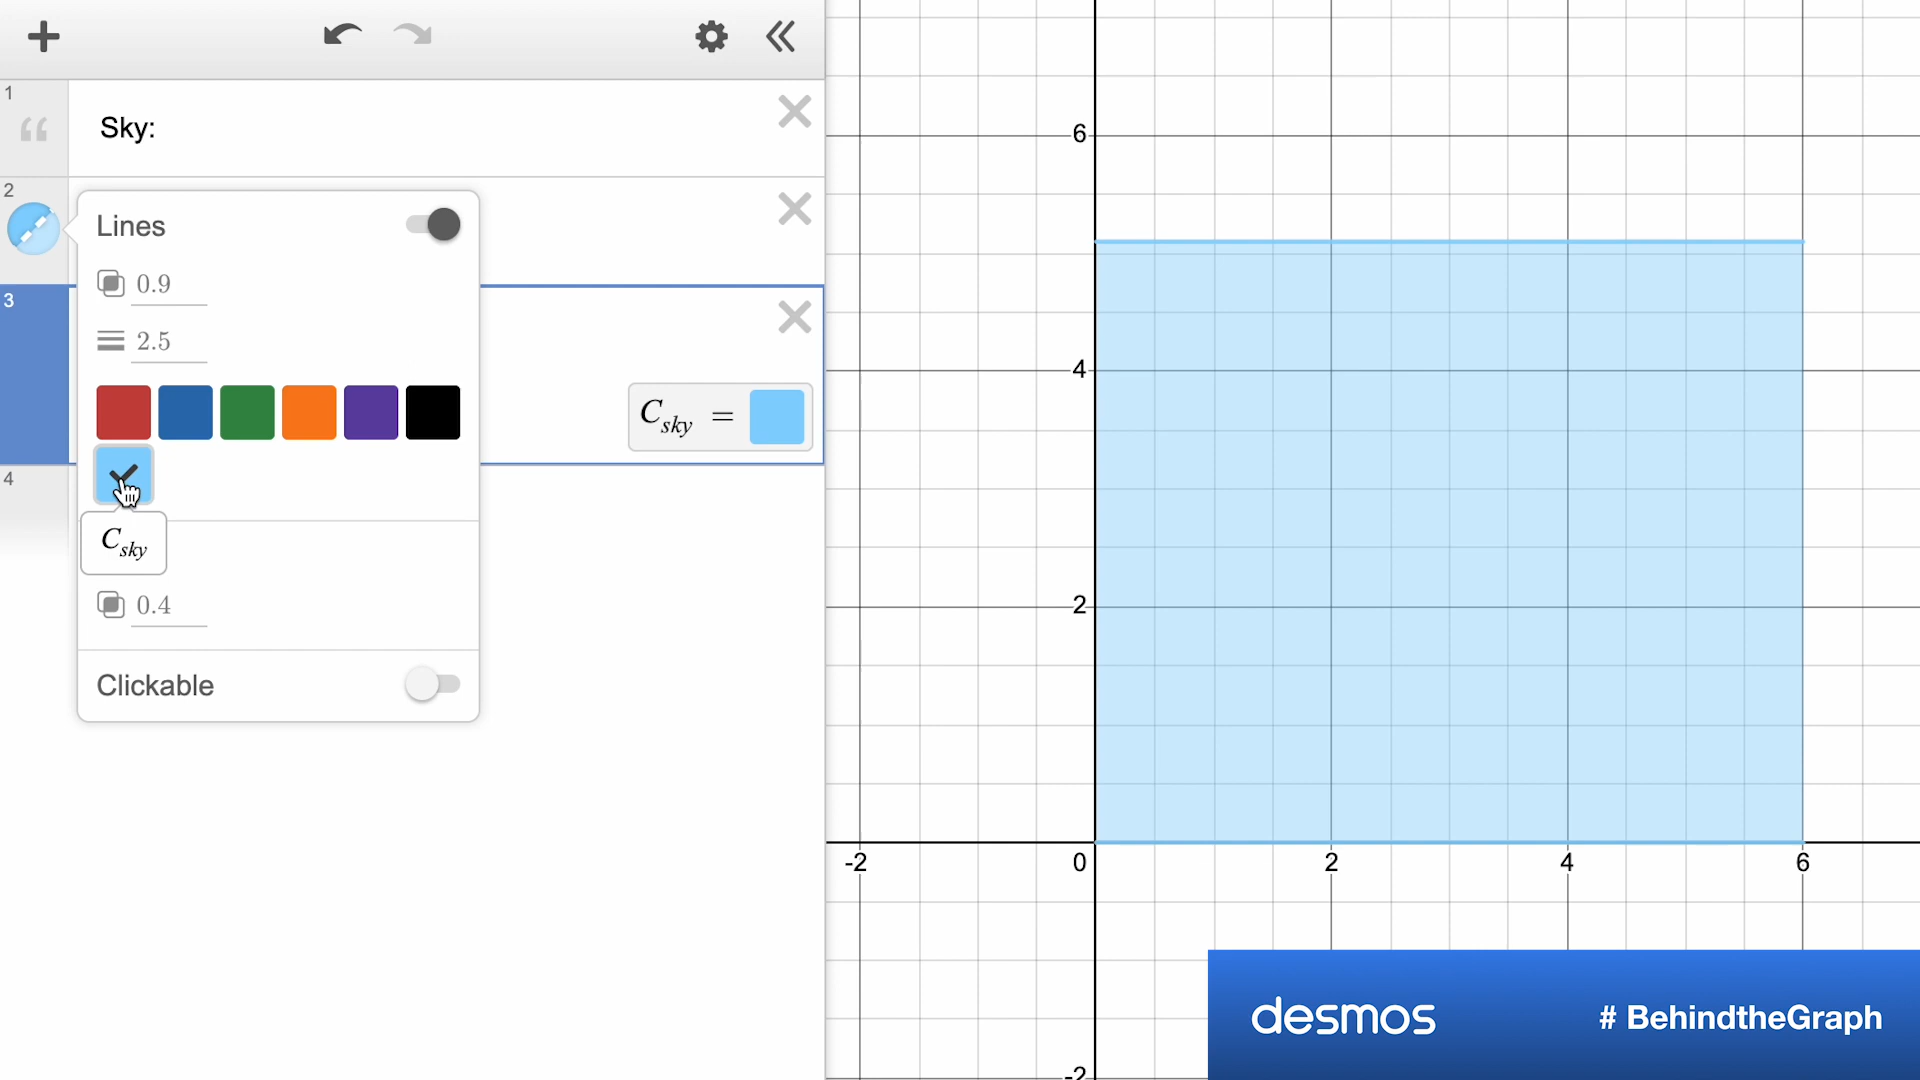 1
“
Sky:
2
Lines
0.9
3
2.5
C_sky =
4
C_sky
0.4
Clickable
6
4
2
-2
0
2
4
6
-2
desmos
# BehindtheGraph